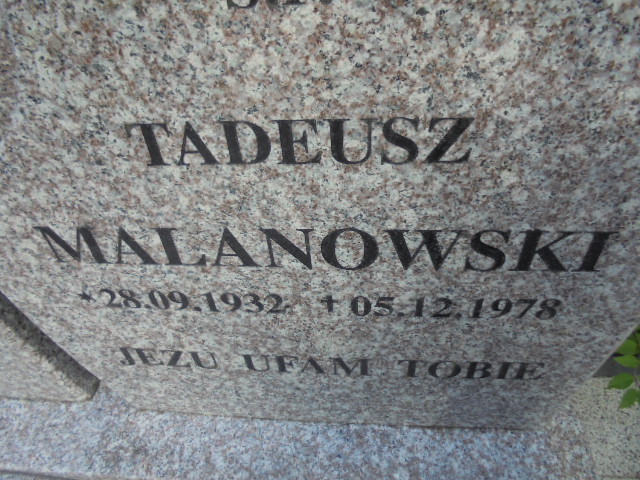 TADEUSZ
MALANOWSKI
*28.09.1932 †05.12.1978
JEZU UFAM TOBIE